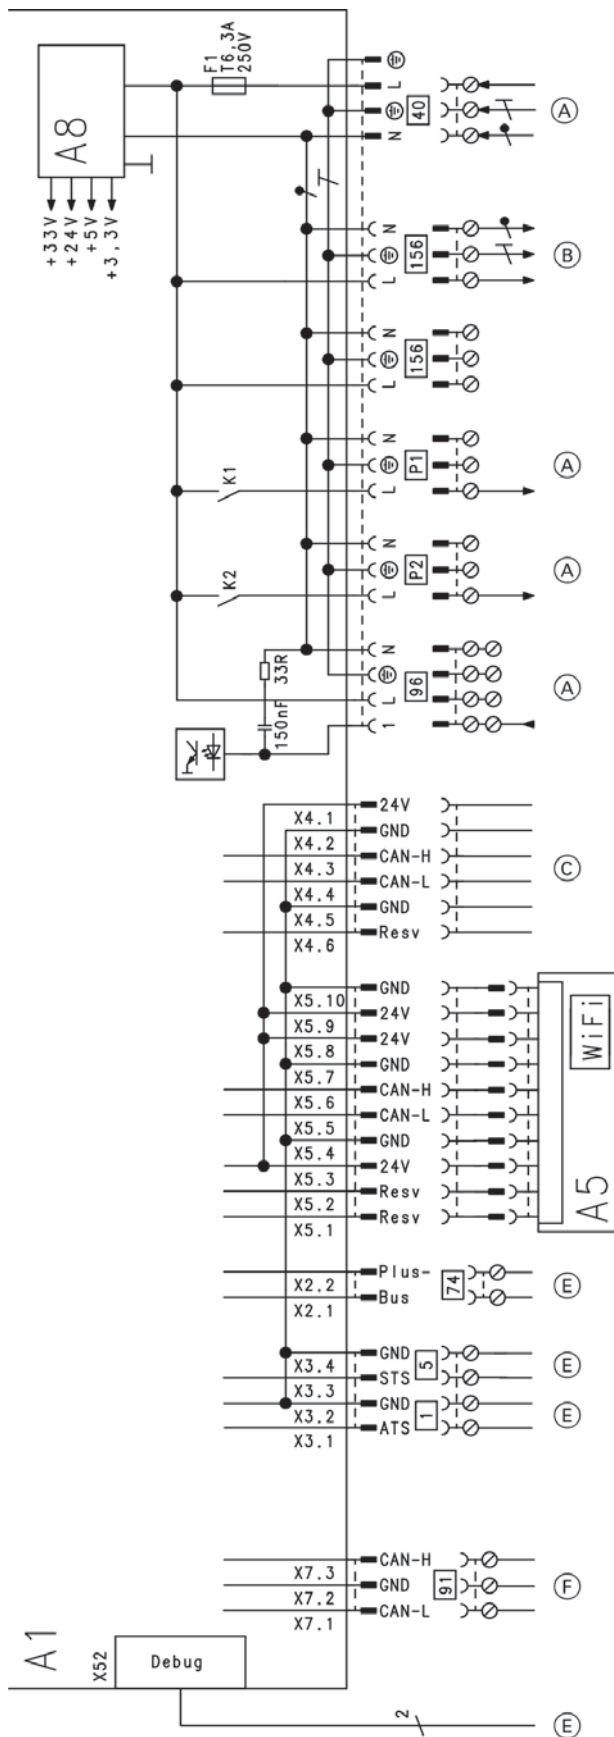 F1
T6,3A
250V
A8
+33V
+24V
+5V
+3,3V
L
40
N
A
N
156
L
B
N
156
L
K1
N
P1
L
A
K2
N
P2
L
A
33R
150nF
N
96
L
1
A
24V
X4.1
GND
X4.2
CAN-H
X4.3
CAN-L
X4.4
GND
X4.5
Resv
X4.6
C
GND
X5.10
24V
X5.9
24V
X5.8
GND
X5.7
CAN-H
X5.6
CAN-L
X5.5
GND
X5.4
24V
X5.3
Resv
X5.2
Resv
X5.1
WiFi
A5
Plus-
X2.2
Bus
X2.1
74
E
GND
X3.4
STS
X3.3
5
E
GND
X3.2
ATS
X3.1
1
E
CAN-H
X7.3
GND
X7.2
CAN-L
X7.1
91
F
A1
X52
Debug
2
E